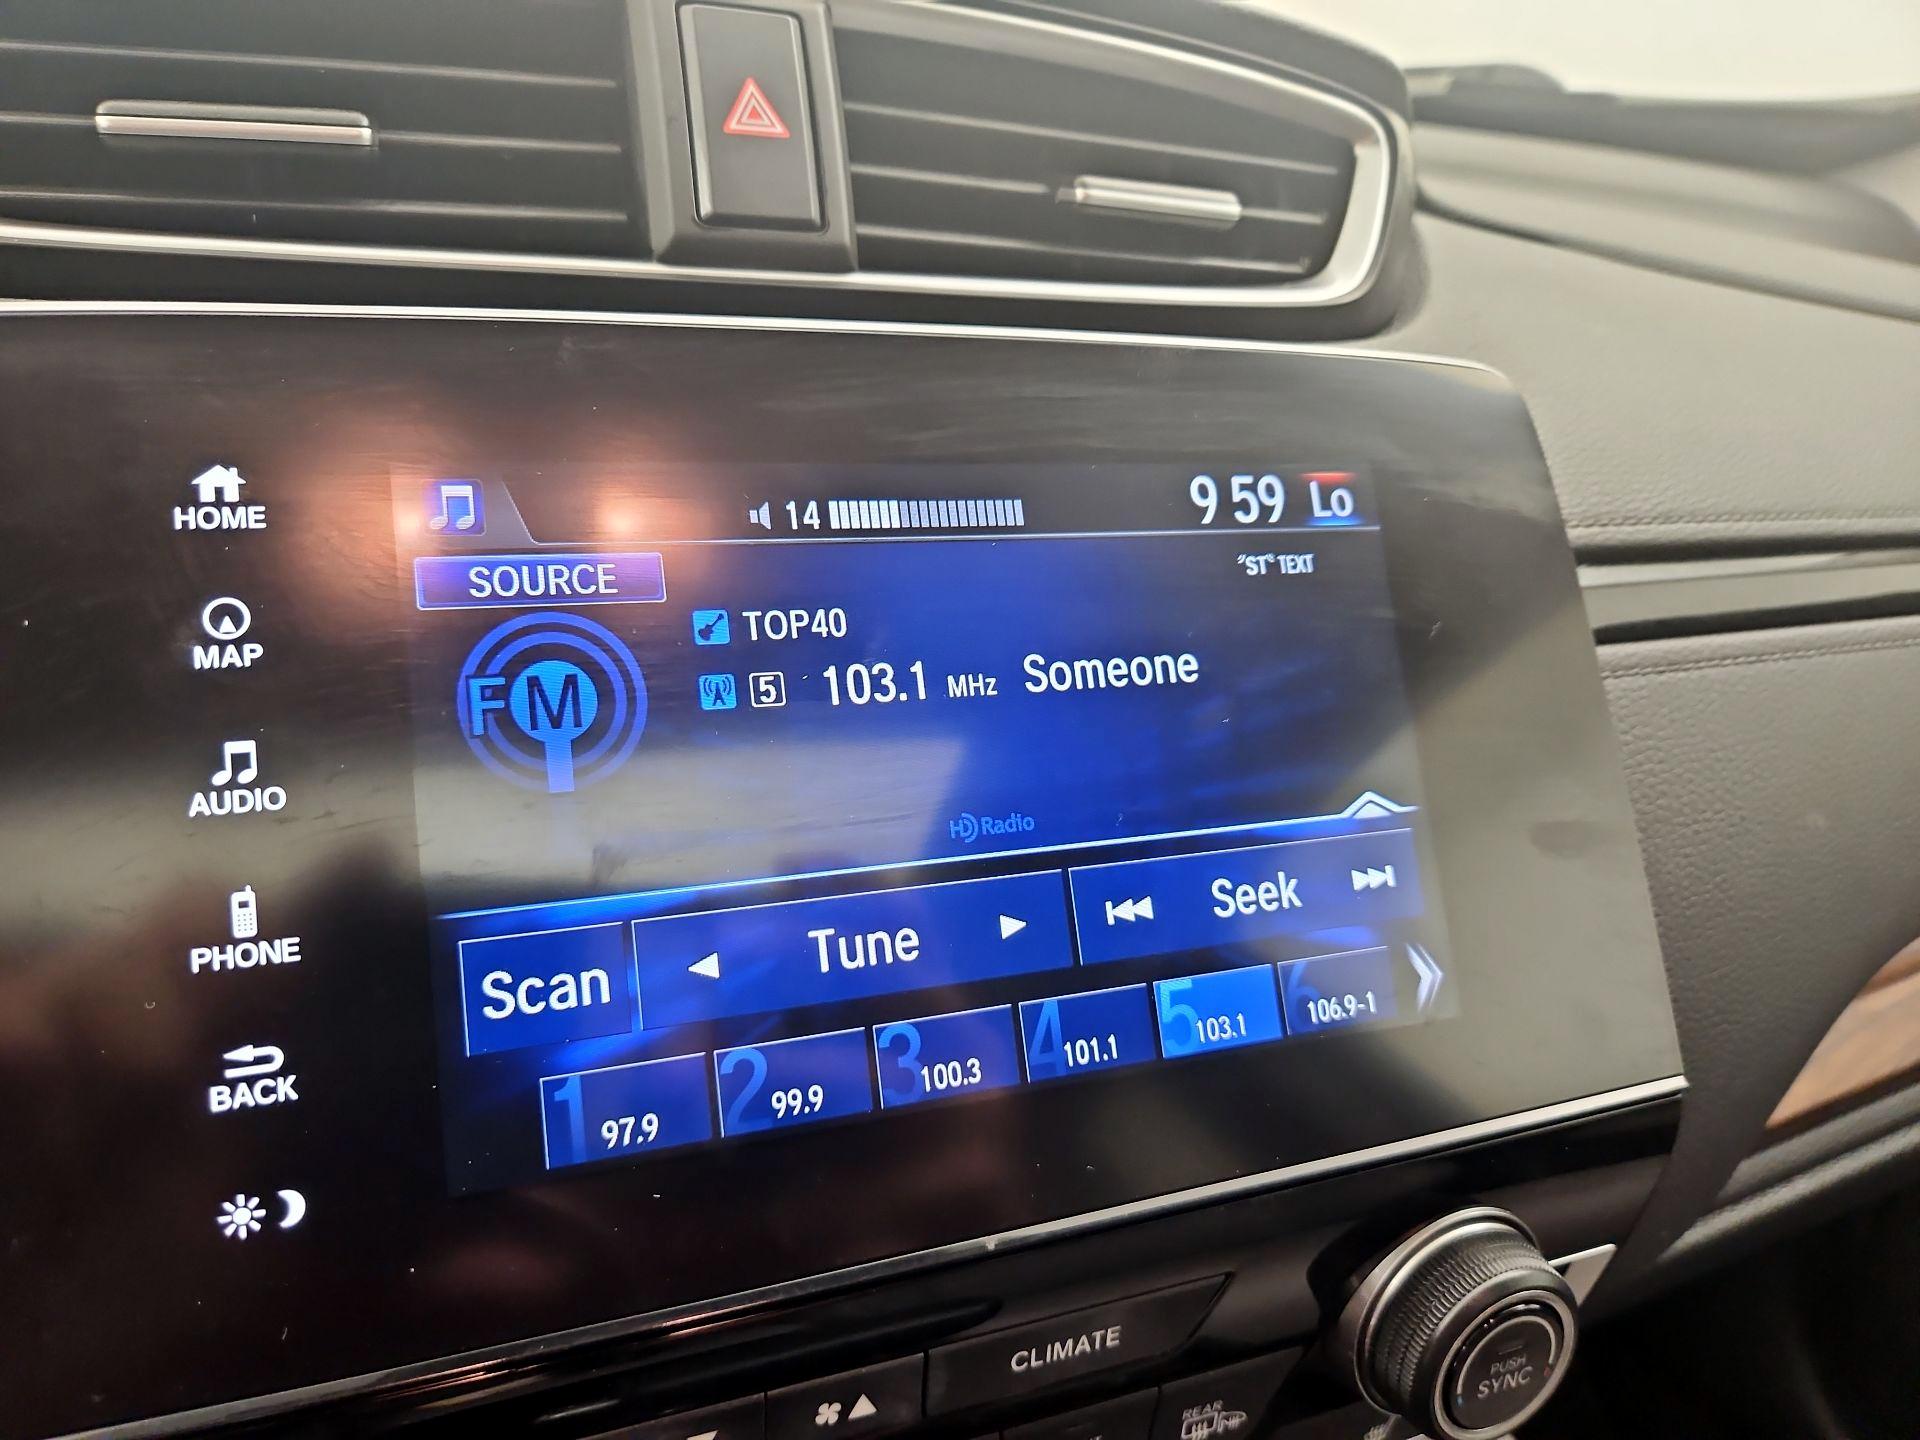 HOME
MAP
AUDIO
PHONE
BACK
14
9 59 Lo
SOURCE
"ST" TEXT
FM
TOP40
5 103.1 MHz Someone
HD Radio
Scan
Tune
Seek
1 97.9
2 99.9
3 100.3
4 101.1
5 103.1
6 106.9-1
CLIMATE
REAR
PUSH
SYNC